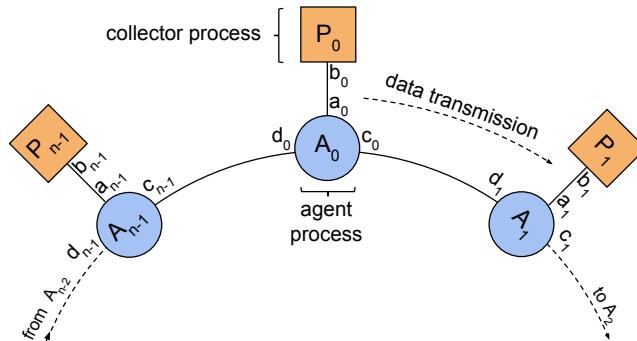 collector process
P₀
b₀
a₀
data transmission
d₀
A₀
c₀
P₁
b₁
a₁
d₁
A₁
c₁
to A₂
agent
process
Pₙ₋₁
bₙ₋₁
aₙ₋₁
cₙ₋₁
Aₙ₋₁
dₙ₋₁
from Aₙ₋₂